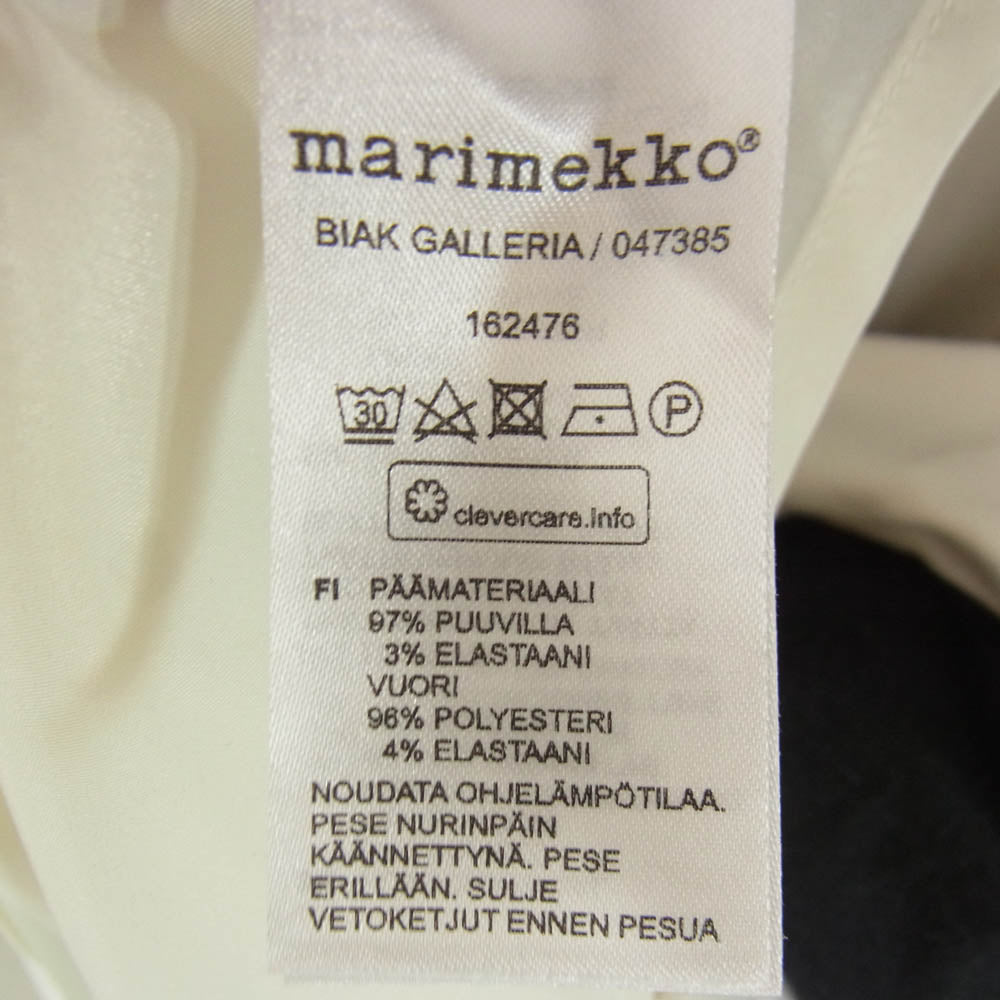 marimekko®
BIAK GALLERIA / 047385
162476
30 P
clevercare.info
FI PÄÄMATERIAALI
97% PUUVILLA
3% ELASTAANI
VUORI
96% POLYESTERI
4% ELASTAANI
NOUDATA OHJELÄMPÖTILAA.
PESE NURINPÄIN
KÄÄNNETTYNÄ. PESE
ERILLÄÄN. SULJE
VETOKETJUT ENNEN PESUA